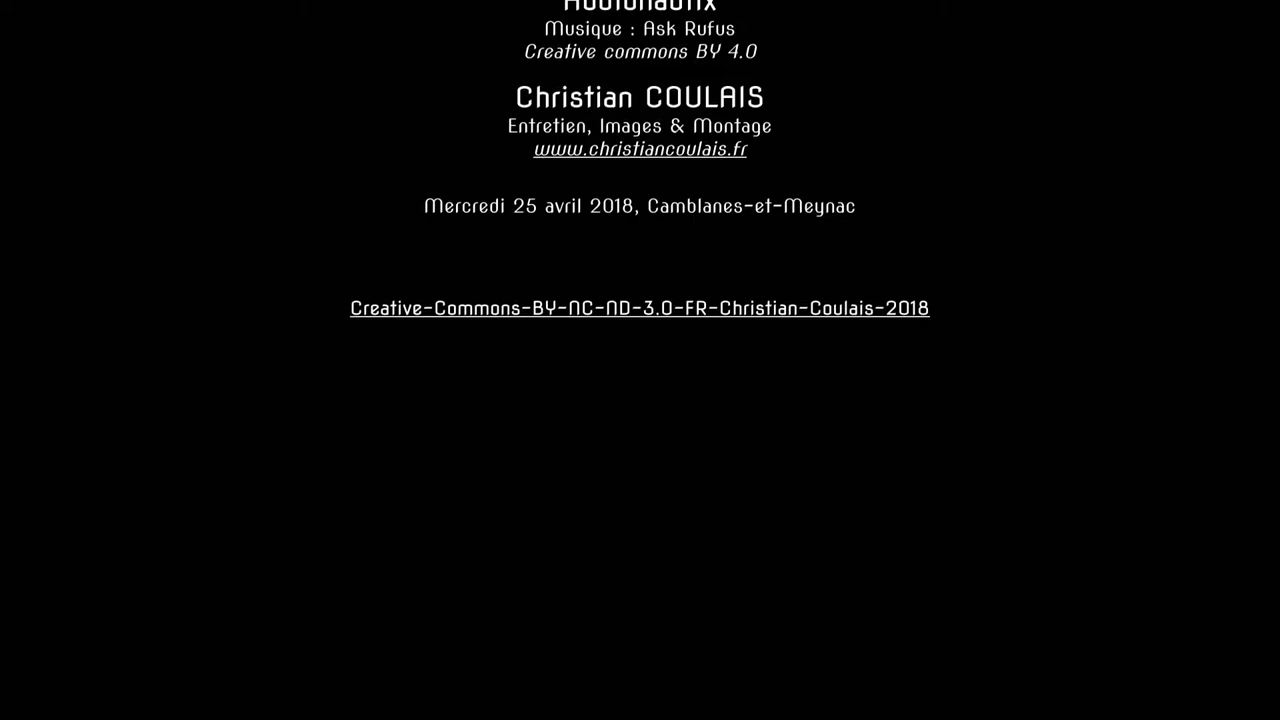 Audionautix
Musique : Ask Rufus
Creative commons BY 4.0
Christian COULAIS
Entretien, Images & Montage
www.christiancoulais.fr
Mercredi 25 avril 2018, Camblanes-et-Meynac
Creative-Commons-BY-NC-ND-3.0-FR-Christian-Coulais-2018